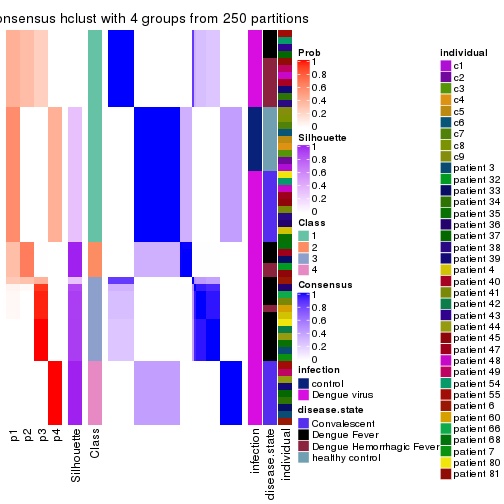 onsensus hclust with 4 groups from 250 partitions
p1
p2
p3
p4
Silhouette
Class
infection
disease.state
individual
Prob
1
0.8
0.6
0.4
0.2
0
Silhouette
1
0.8
0.6
0.4
0.2
0
Class
1
2
3
4
Consensus
1
0.8
0.6
0.4
0.2
0
infection
control
Dengue virus
disease.state
Convalescent
Dengue Fever
Dengue Hemorrhagic Fever
healthy control
individual
c1
c2
c3
c4
c5
c6
c7
c8
c9
patient 3
patient 32
patient 33
patient 34
patient 35
patient 36
patient 37
patient 38
patient 39
patient 4
patient 40
patient 41
patient 42
patient 43
patient 44
patient 45
patient 47
patient 48
patient 49
patient 54
patient 55
patient 6
patient 60
patient 66
patient 68
patient 7
patient 80
patient 81